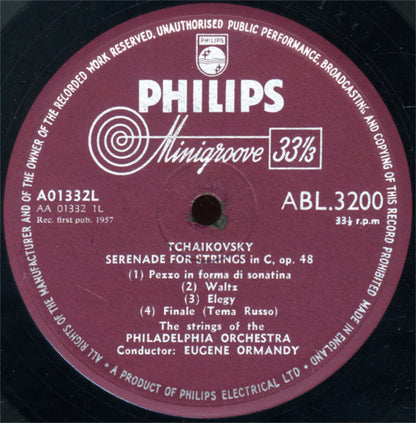 ALL RIGHTS OF THE MANUFACTURER AND OF THE OWNER OF THE RECORDED WORK RESERVED. UNAUTHORISED PUBLIC PERFORMANCE, BROADCASTING AND COPYING OF THIS RECORD PROHIBITED MADE IN ENGLAND
PHILIPS
PHILIPS
Minigroove 33⅓
A01332L
AA 01332 1L
Rec. first pub. 1957
ABL.3200
33⅓ r.p.m
TCHAIKOVSKY
SERENADE FOR STRINGS in C, op. 48
(1) Pezzo in forma di sonatina
(2) Waltz
(3) Elegy
(4) Finale (Tema Russo)
The strings of the
PHILADELPHIA ORCHESTRA
Conductor: EUGENE ORMANDY
• A PRODUCT OF PHILIPS ELECTRICAL LTD •